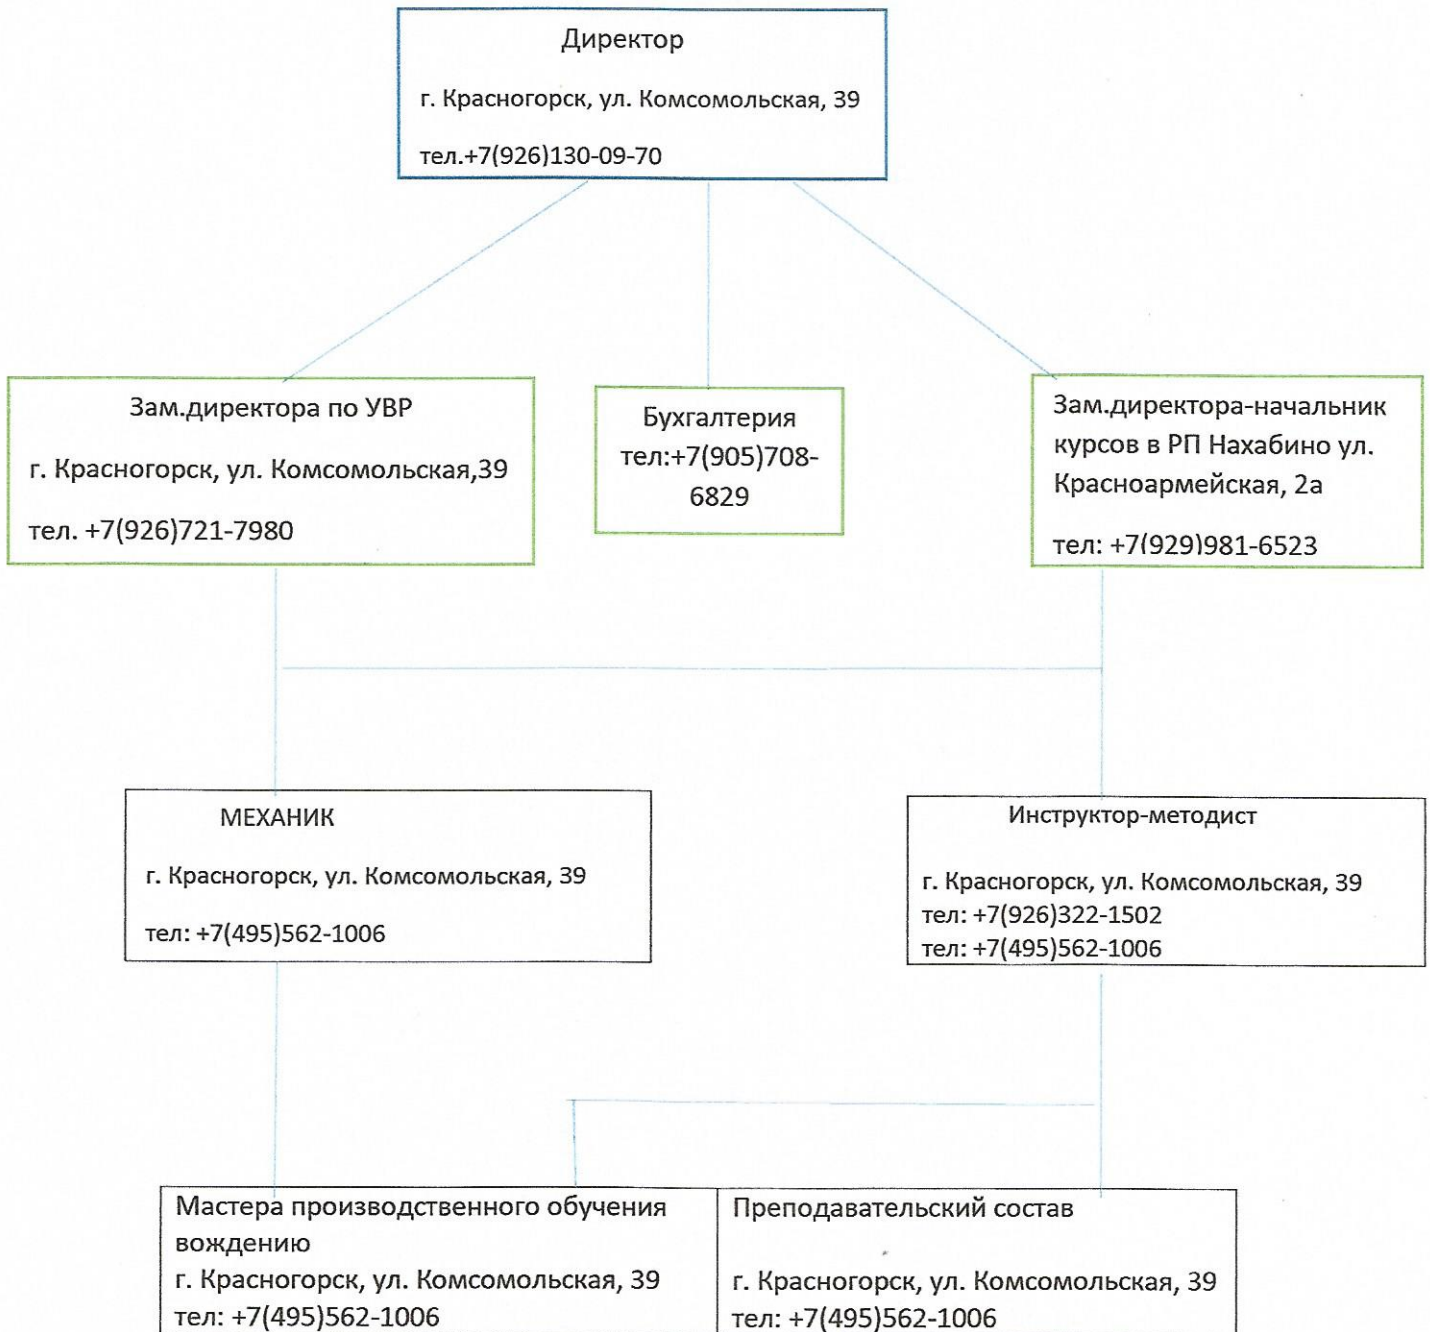 Директор
г. Красногорск, ул. Комсомольская, 39
тел.+7(926)130-09-70
Зам.директора по УВР
г. Красногорск, ул. Комсомольская,39
тел. +7(926)721-7980
Бухгалтерия
тел:+7(905)708-
6829
Зам.директора-начальник
курсов в РП Нахабино ул.
Красноармейская, 2а
тел: +7(929)981-6523
МЕХАНИК
г. Красногорск, ул. Комсомольская, 39
тел: +7(495)562-1006
Инструктор-методист
г. Красногорск, ул. Комсомольская, 39
тел: +7(926)322-1502
тел: +7(495)562-1006
Мастера производственного обучения
вождению
г. Красногорск, ул. Комсомольская, 39
тел: +7(495)562-1006
Преподавательский состав
г. Красногорск, ул. Комсомольская, 39
тел: +7(495)562-1006